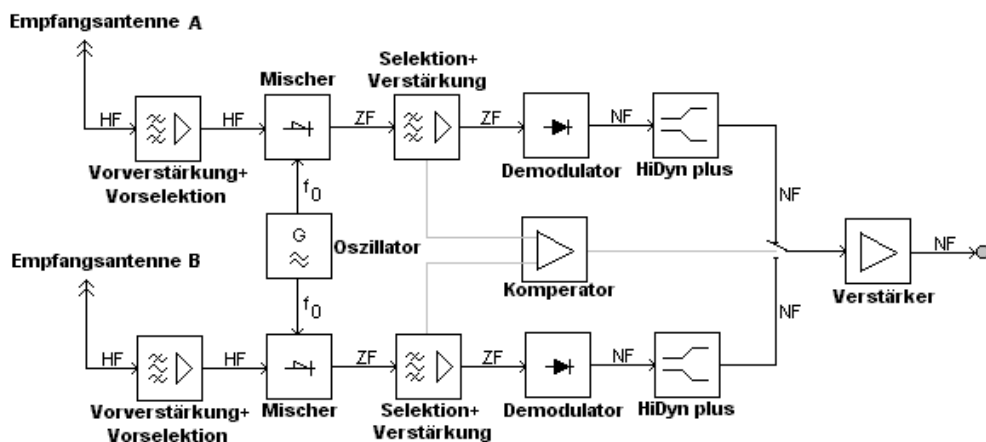 Empfangsantenne A
HF
Vorverstärkung+
Vorselektion
HF
Mischer
ZF
Selektion+
Verstärkung
ZF
Demodulator
NF
HiDyn plus
NF
f0
G
Oszillator
f0
Komperator
Verstärker
NF
Empfangsantenne B
HF
Vorverstärkung+
Vorselektion
HF
Mischer
ZF
Selektion+
Verstärkung
ZF
Demodulator
NF
HiDyn plus
NF